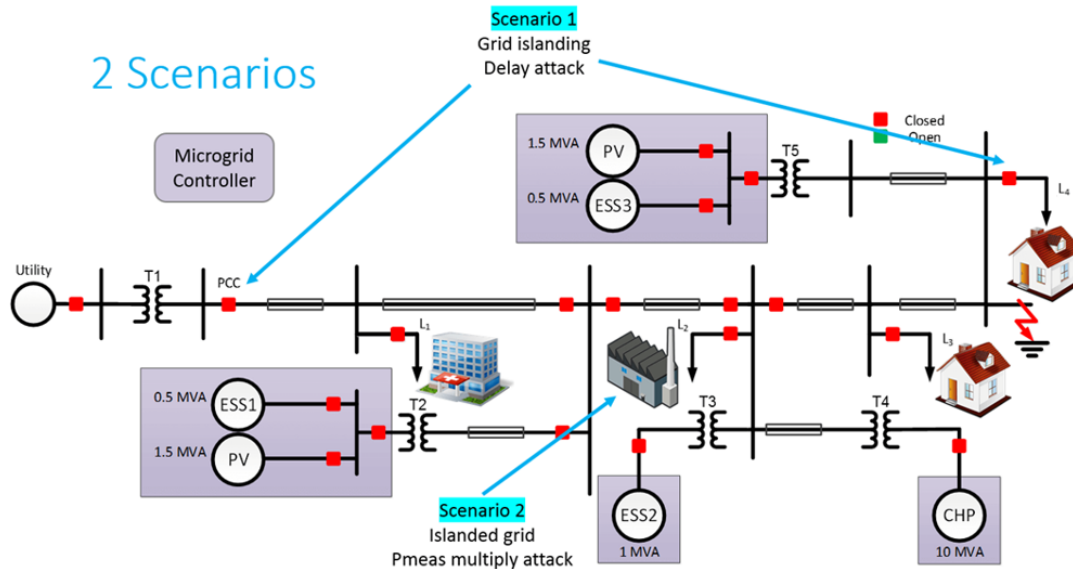 Scenario 1
Grid islanding
Delay attack
2 Scenarios
Microgrid
Controller
1.5 MVA
PV
0.5 MVA
ESS3
T5
Closed
Open
L4
Utility
T1
PCC
L1
L2
L3
0.5 MVA
ESS1
1.5 MVA
PV
T2
T3
T4
Scenario 2
Islanded grid
Pmeas multiply attack
ESS2
1 MVA
CHP
10 MVA